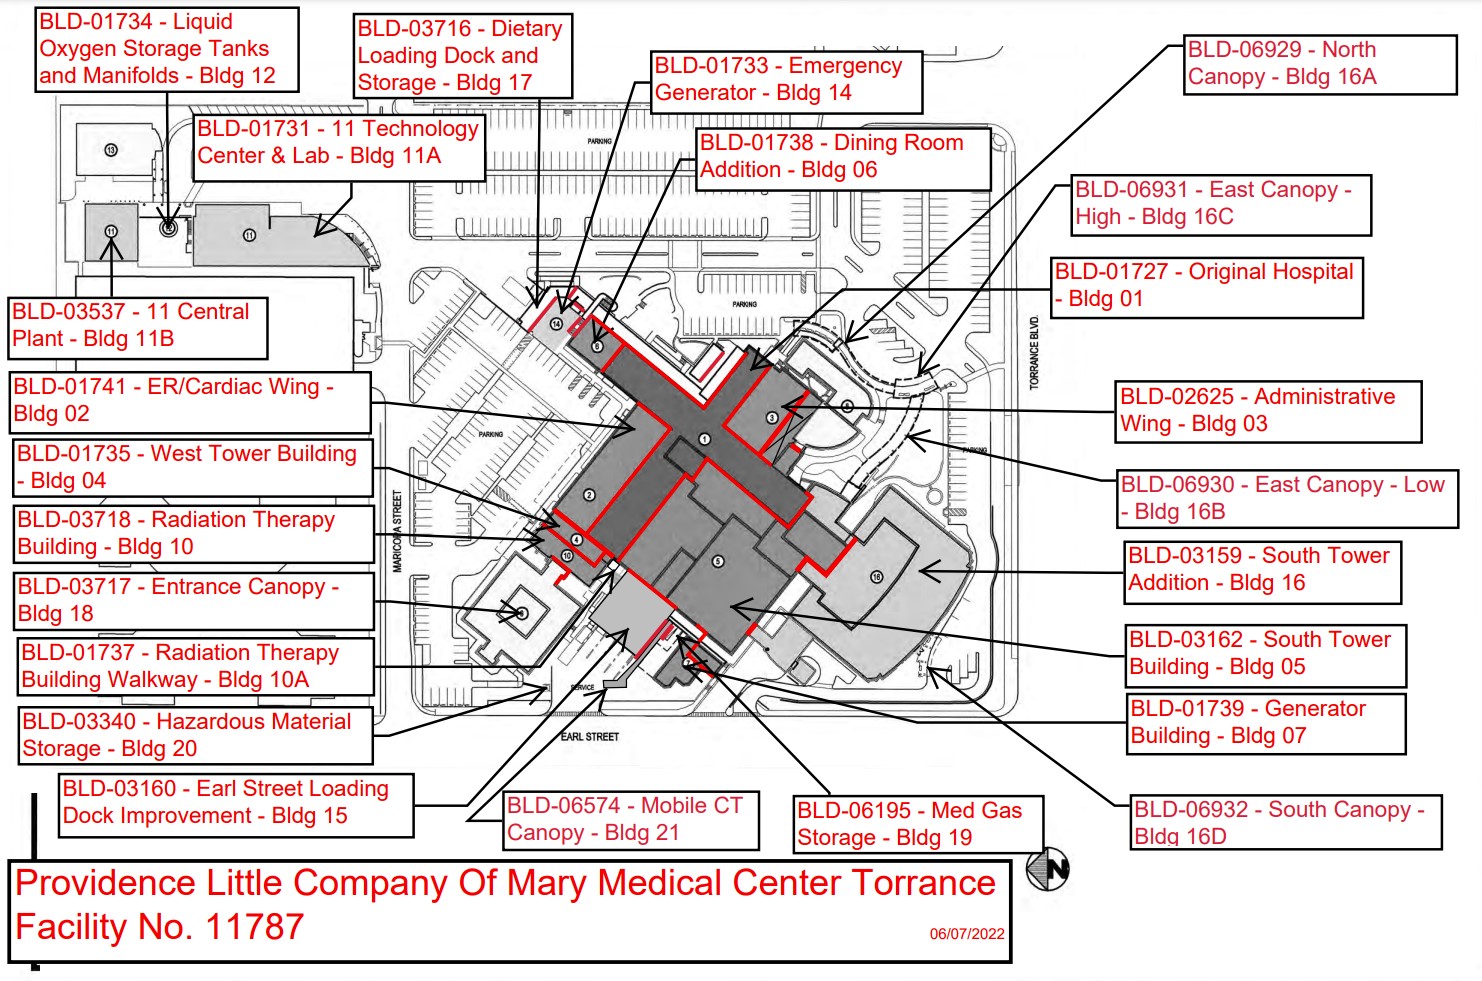 BLD-01734 - Liquid
Oxygen Storage Tanks
and Manifolds - Bldg 12
BLD-03716 - Dietary
Loading Dock and
Storage - Bldg 17
BLD-01733 - Emergency
Generator - Bldg 14
BLD-06929 - North
Canopy - Bldg 16A
BLD-01731 - 11 Technology
Center & Lab - Bldg 11A
BLD-01738 - Dining Room
Addition - Bldg 06
BLD-06931 - East Canopy -
High - Bldg 16C
BLD-01727 - Original Hospital
- Bldg 01
BLD-03537 - 11 Central
Plant - Bldg 11B
BLD-01741 - ER/Cardiac Wing -
Bldg 02
BLD-02625 - Administrative
Wing - Bldg 03
BLD-01735 - West Tower Building
- Bldg 04
BLD-06930 - East Canopy - Low
- Bldg 16B
BLD-03718 - Radiation Therapy
Building - Bldg 10
BLD-03159 - South Tower
Addition - Bldg 16
BLD-03717 - Entrance Canopy -
Bldg 18
BLD-03162 - South Tower
Building - Bldg 05
BLD-01737 - Radiation Therapy
Building Walkway - Bldg 10A
BLD-01739 - Generator
Building - Bldg 07
BLD-03340 - Hazardous Material
Storage - Bldg 20
BLD-03160 - Earl Street Loading
Dock Improvement - Bldg 15
BLD-06574 - Mobile CT
Canopy - Bldg 21
BLD-06195 - Med Gas
Storage - Bldg 19
BLD-06932 - South Canopy -
Bldg 16D
PARKING
PARKING
PARKING
PARKING
TORRANCE BLVD.
MARICOPA STREET
SERVICE
EARL STREET
13
11
11
14
6
3
1
2
4
10
5
16
N
Providence Little Company Of Mary Medical Center Torrance
Facility No. 11787
06/07/2022